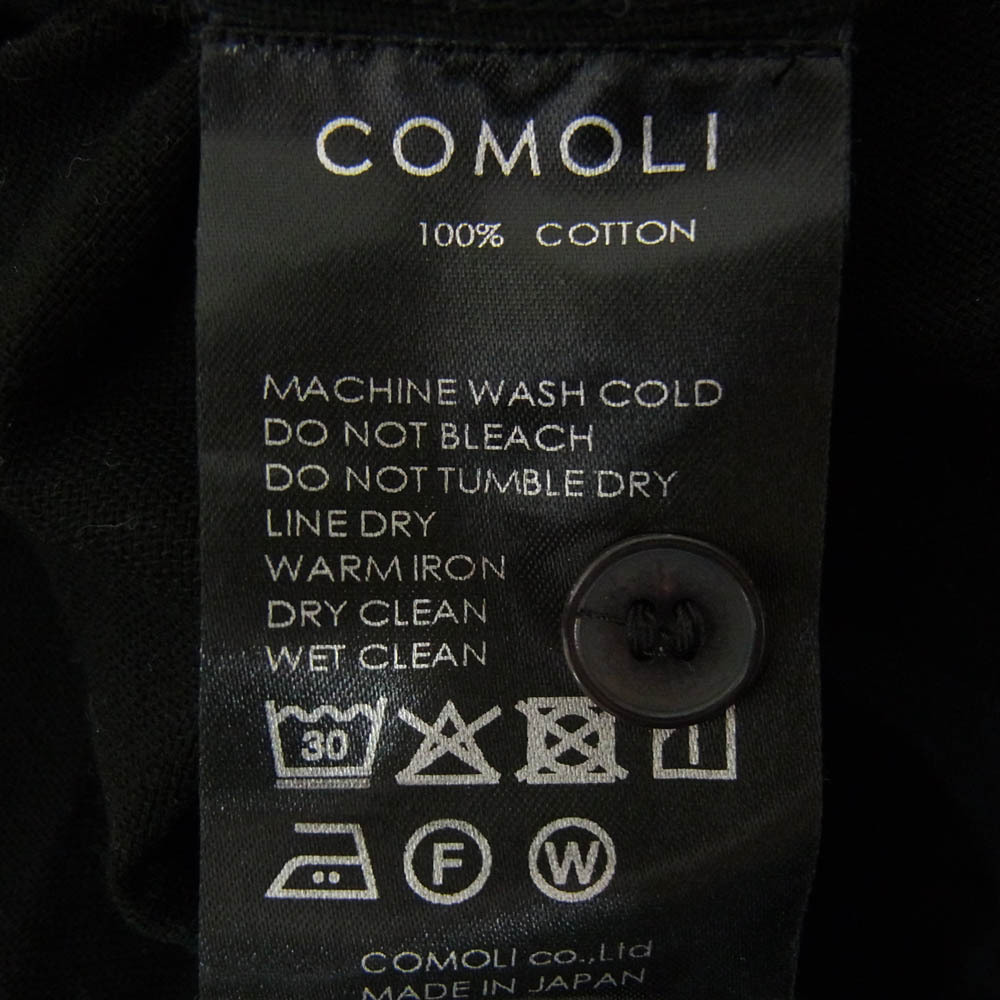 COMOLI
100% COTTON
MACHINE WASH COLD
DO NOT BLEACH
DO NOT TUMBLE DRY
LINE DRY
WARM IRON
DRY CLEAN
WET CLEAN
30
F W
COMOLI co.,Ltd
MADE IN JAPAN